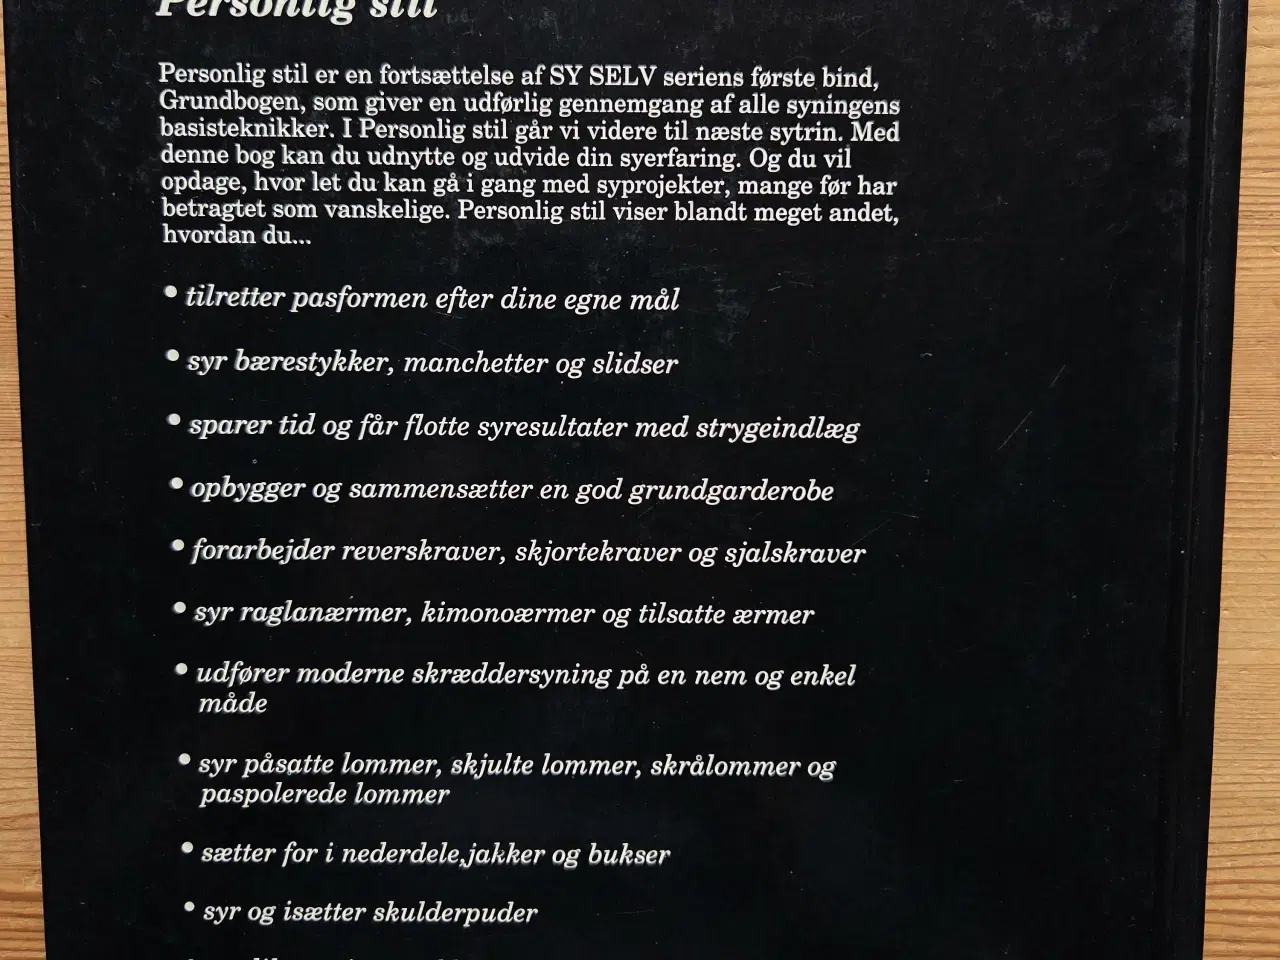 Personlig stil
Personlig stil er en fortsættelse af SY SELV seriens første bind,
Grundbogen, som giver en udførlig gennemgang af alle syningens
basisteknikker. I Personlig stil går vi videre til næste sytrin. Med
denne bog kan du udnytte og udvide din syerfaring. Og du vil
opdage, hvor let du kan gå i gang med syprojekter, mange før har
betragtet som vanskelige. Personlig stil viser blandt meget andet,
hvordan du...
• tilretter pasformen efter dine egne mål
• syr bærestykker, manchetter og slidser
• sparer tid og får flotte syresultater med strygeindlæg
• opbygger og sammensætter en god grundgarderobe
• forarbejder reverskraver, skjortekraver og sjalskraver
• syr raglanærmer, kimonoærmer og tilsatte ærmer
• udfører moderne skræddersyning på en nem og enkel
måde
• syr påsatte lommer, skjulte lommer, skrålommer og
paspolerede lommer
• sætter for i nederdele,jakker og bukser
• syr og isætter skulderpuder